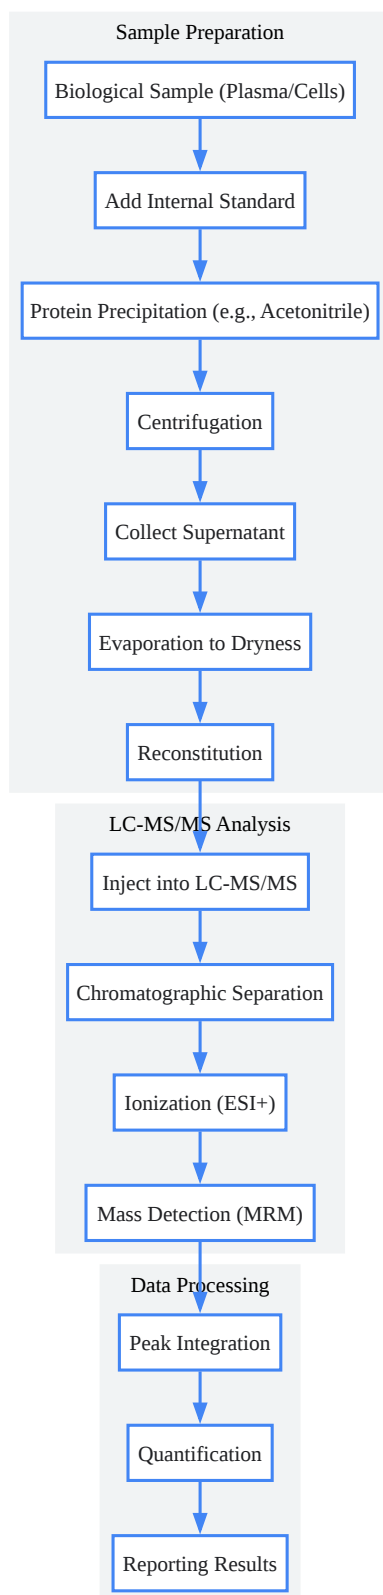 Sample Preparation
Biological Sample (Plasma/Cells)
Add Internal Standard
Protein Precipitation (e.g., Acetonitrile)
Centrifugation
Collect Supernatant
Evaporation to Dryness
Reconstitution
LC-MS/MS Analysis
Inject into LC-MS/MS
Chromatographic Separation
Ionization (ESI+)
Mass Detection (MRM)
Data Processing
Peak Integration
Quantification
Reporting Results